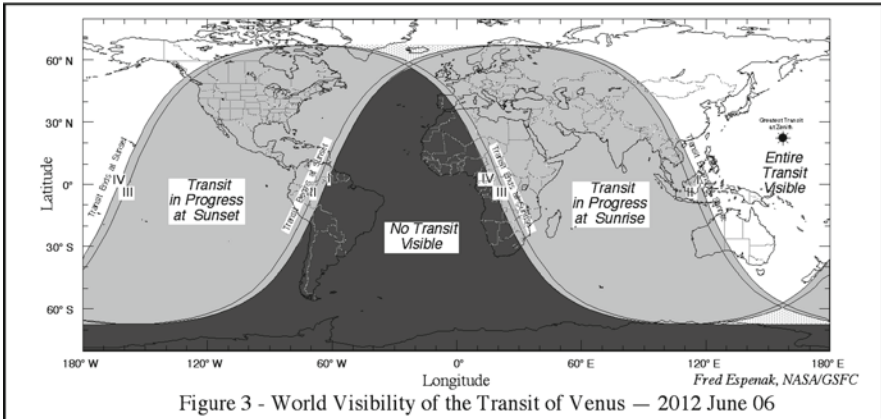 60° N
30° N
0°
30° S
60° S
Latitude
Transit Ends at Sunset
IV
III
Transit
in Progress
at Sunset
Transit Begins at Sunset
I
II
No Transit
Visible
IV
III
Transit Ends at Sunrise
Transit
in Progress
at Sunrise
II
Greatest Transit
at Zenith
Entire
Transit
Visible
180° W
120° W
60° W
0°
60° E
120° E
180° E
Longitude
Fred Espenak, NASA/GSFC
Figure 3 - World Visibility of the Transit of Venus — 2012 June 06